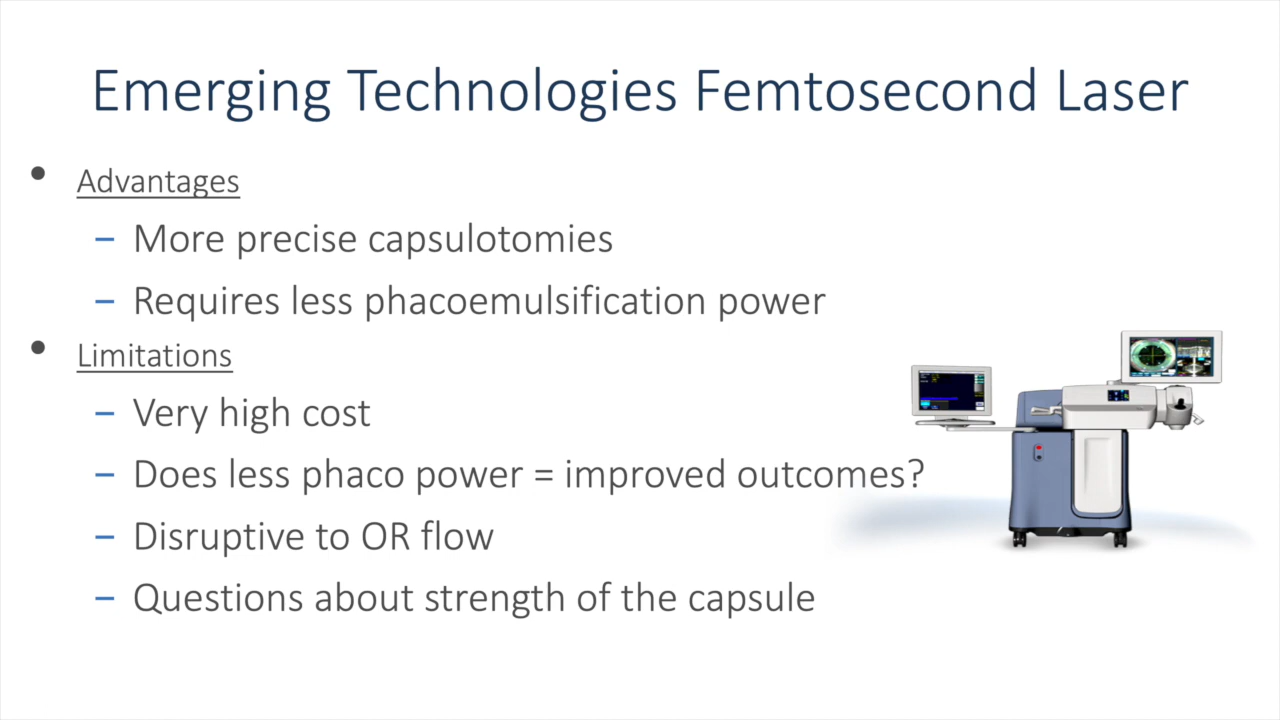 Emerging Technologies Femtosecond Laser
• Advantages
– More precise capsulotomies
– Requires less phacoemulsification power
• Limitations
– Very high cost
– Does less phaco power = improved outcomes?
– Disruptive to OR flow
– Questions about strength of the capsule